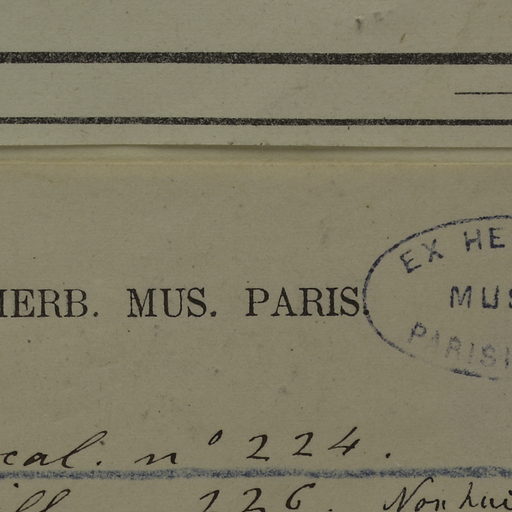 HERB. MUS. PARIS.
EX HE
MUS
PARISI
cal. n° 224.
126.